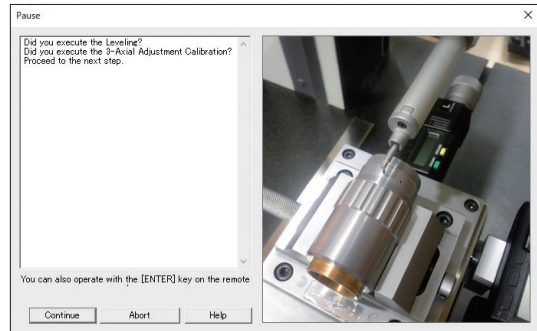 Pause
Did you execute the Leveling?
Did you execute the 3-Axial Adjustment Calibration?
Proceed to the next step.
You can also operate with the [ENTER] key on the remote
Continue
Abort
Help